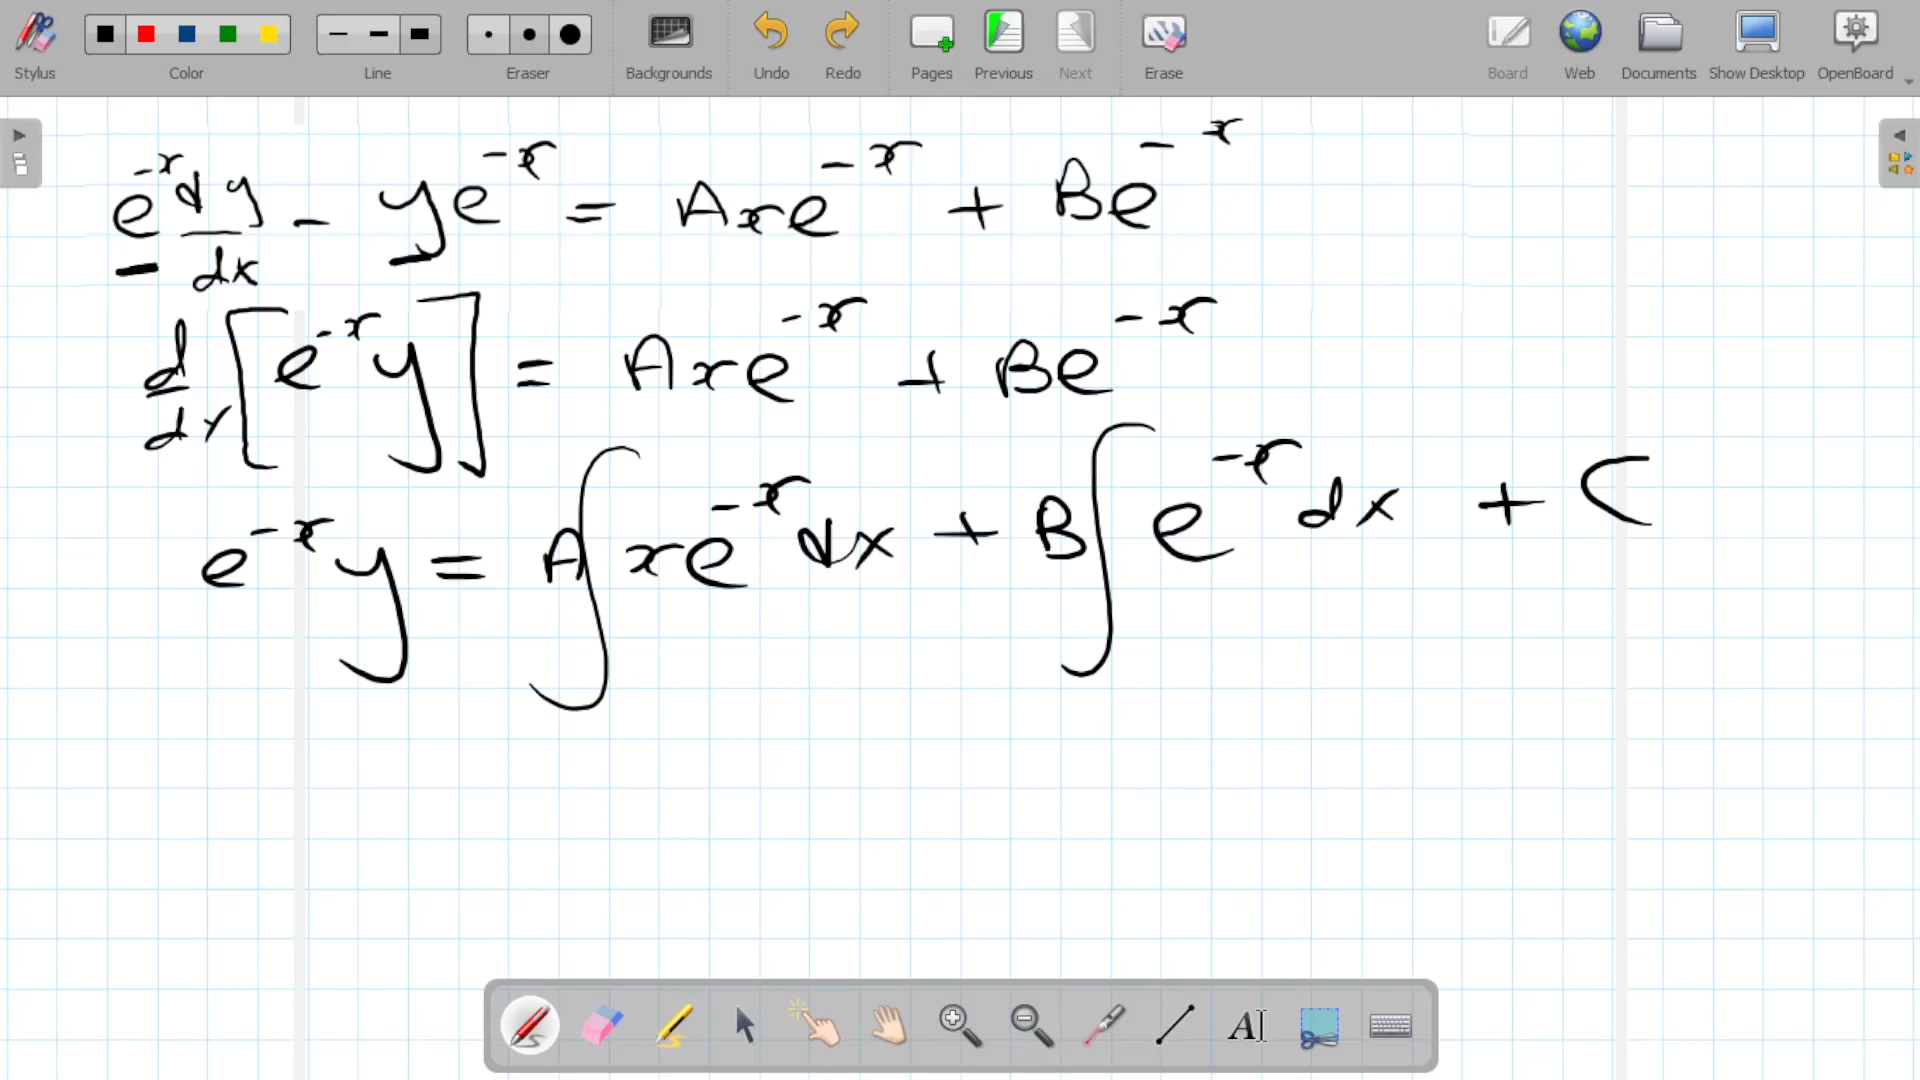 Stylus Color Line Eraser Backgrounds Undo Redo Pages Previous Next Erase Board Web Documents Show Desktop OpenBoard
e^{-x} dy/dx - ye^{-x} = Axe^{-x} + Be^{-x}
d/dx [e^{-x} y] = Axe^{-x} + Be^{-x}
e^{-x} y = A∫ xe^{-x} dx + B∫ e^{-x} dx + C